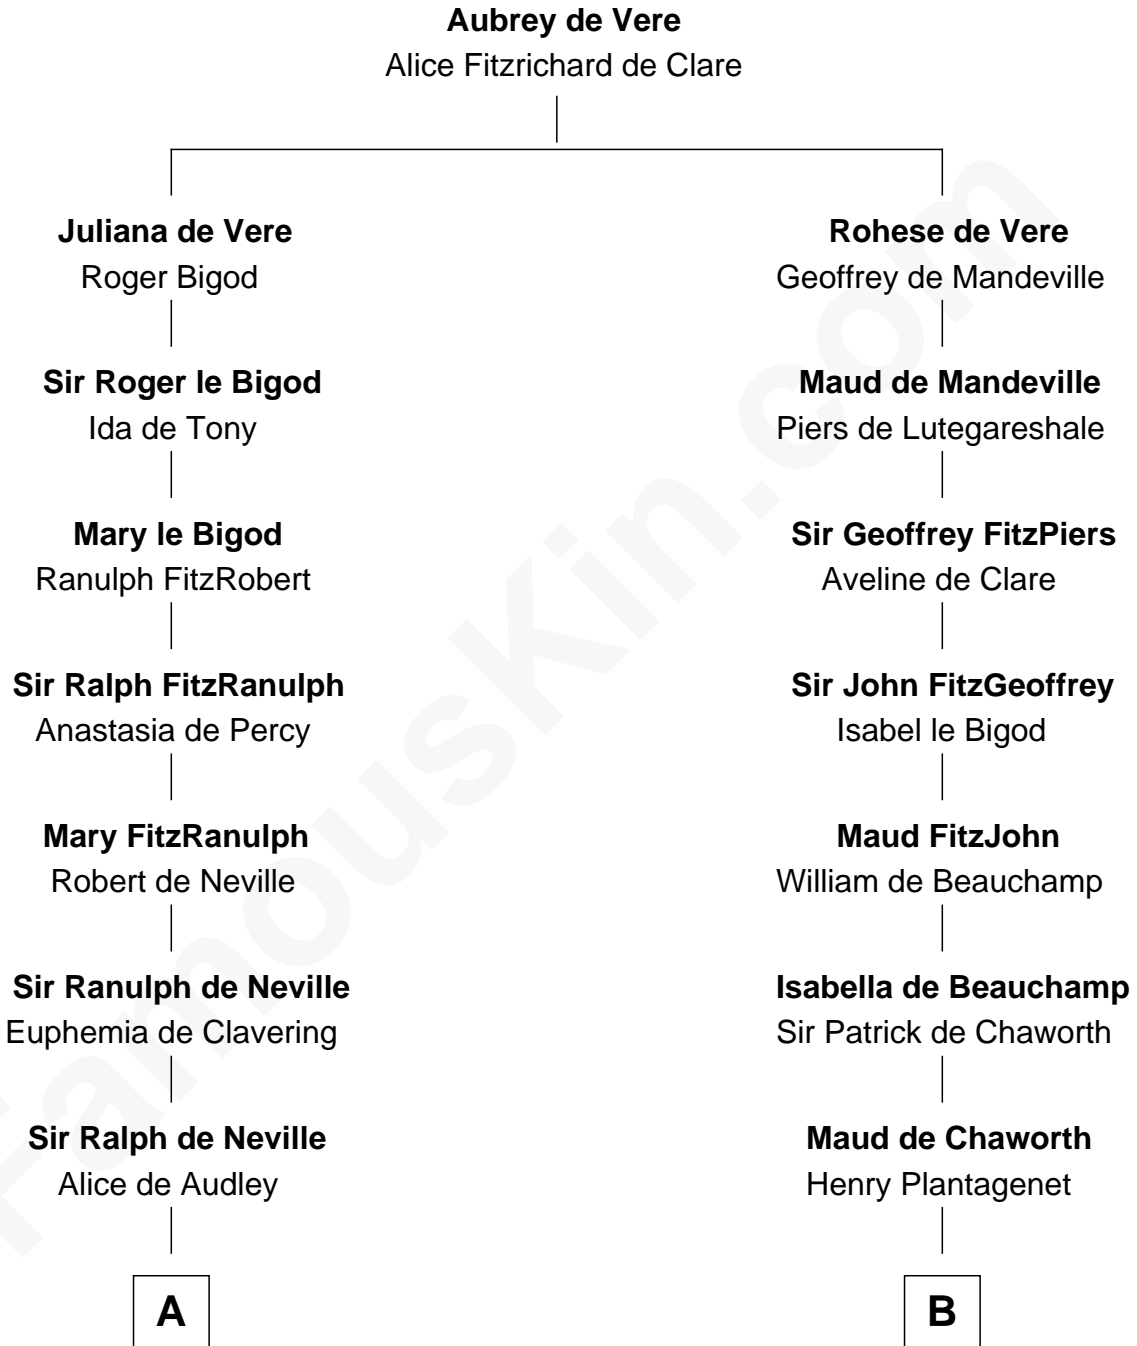 Aubrey de Vere
Alice Fitzrichard de Clare
Juliana de Vere
Roger Bigod
Rohese de Vere
Geoffrey de Mandeville
Sir Roger le Bigod
Ida de Tony
Maud de Mandeville
Piers de Lutegareshale
Mary le Bigod
Ranulph FitzRobert
Sir Geoffrey FitzPiers
Aveline de Clare
Sir Ralph FitzRanulph
Anastasia de Percy
Sir John FitzGeoffrey
Isabel le Bigod
Mary FitzRanulph
Robert de Neville
Maud FitzJohn
William de Beauchamp
Sir Ranulph de Neville
Euphemia de Clavering
Isabella de Beauchamp
Sir Patrick de Chaworth
Sir Ralph de Neville
Alice de Audley
Maud de Chaworth
Henry Plantagenet
A
B
FamousKin.com